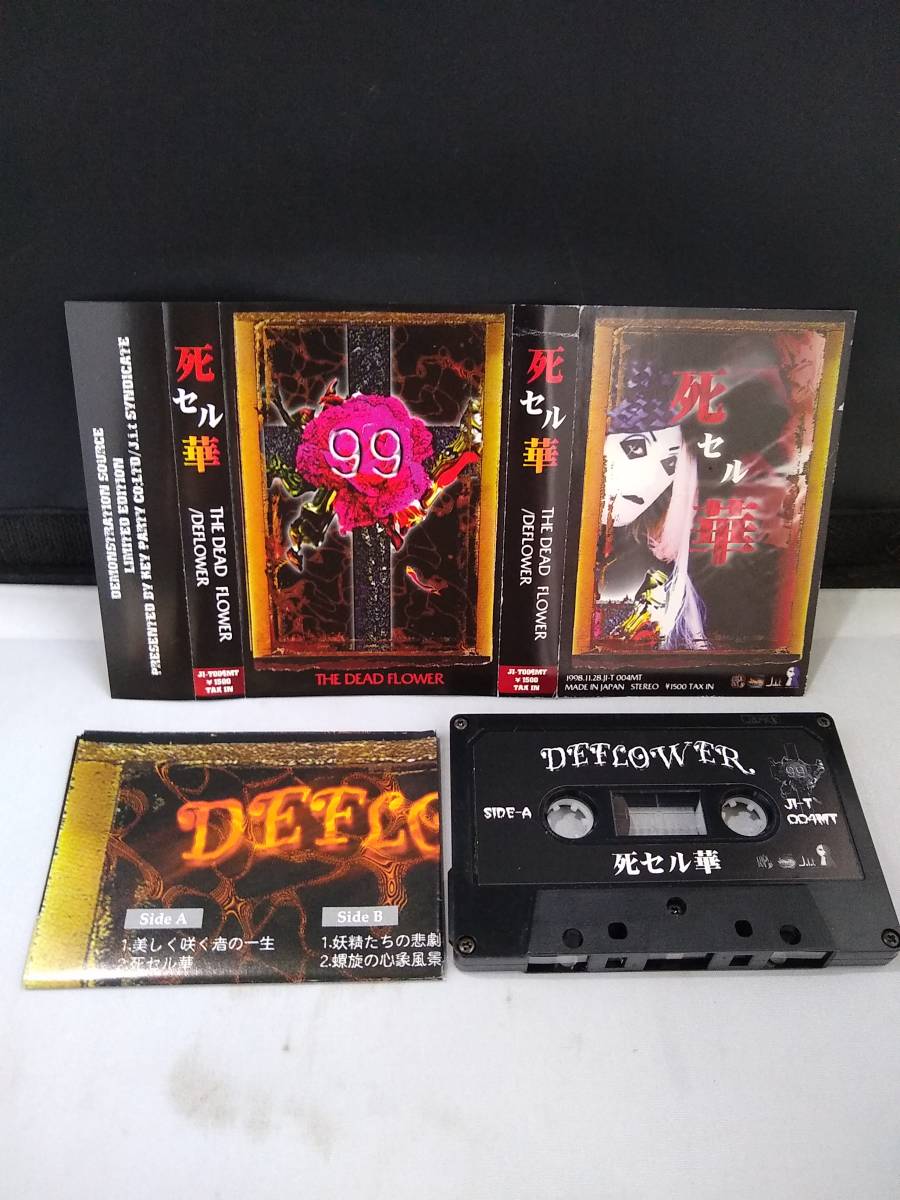 DEMONSTRATION SOURCE
LIMITED EDITION
PRESENTED BY KEY PARTY CO;LTD/J.i.t SYNDICATE
死セル華
THE DEAD FLOWER
/DEFLOWER
JI-T004MT
¥1500
TAX IN
99
THE DEAD FLOWER
死セル華
THE DEAD FLOWER
/DEFLOWER
JI-T004MT
¥1500
TAX IN
死セル華
1998.11.28.JI-T 004MT
MADE IN JAPAN STEREO ¥1500 TAX IN
DEFLO
Side A
1.美しく咲く者の一生
2.死セル華
Side B
1.妖精たちの悲劇
2.螺旋の心象風景
DEFLOWER
SIDE-A
99
JI-T
004MT
死セル華